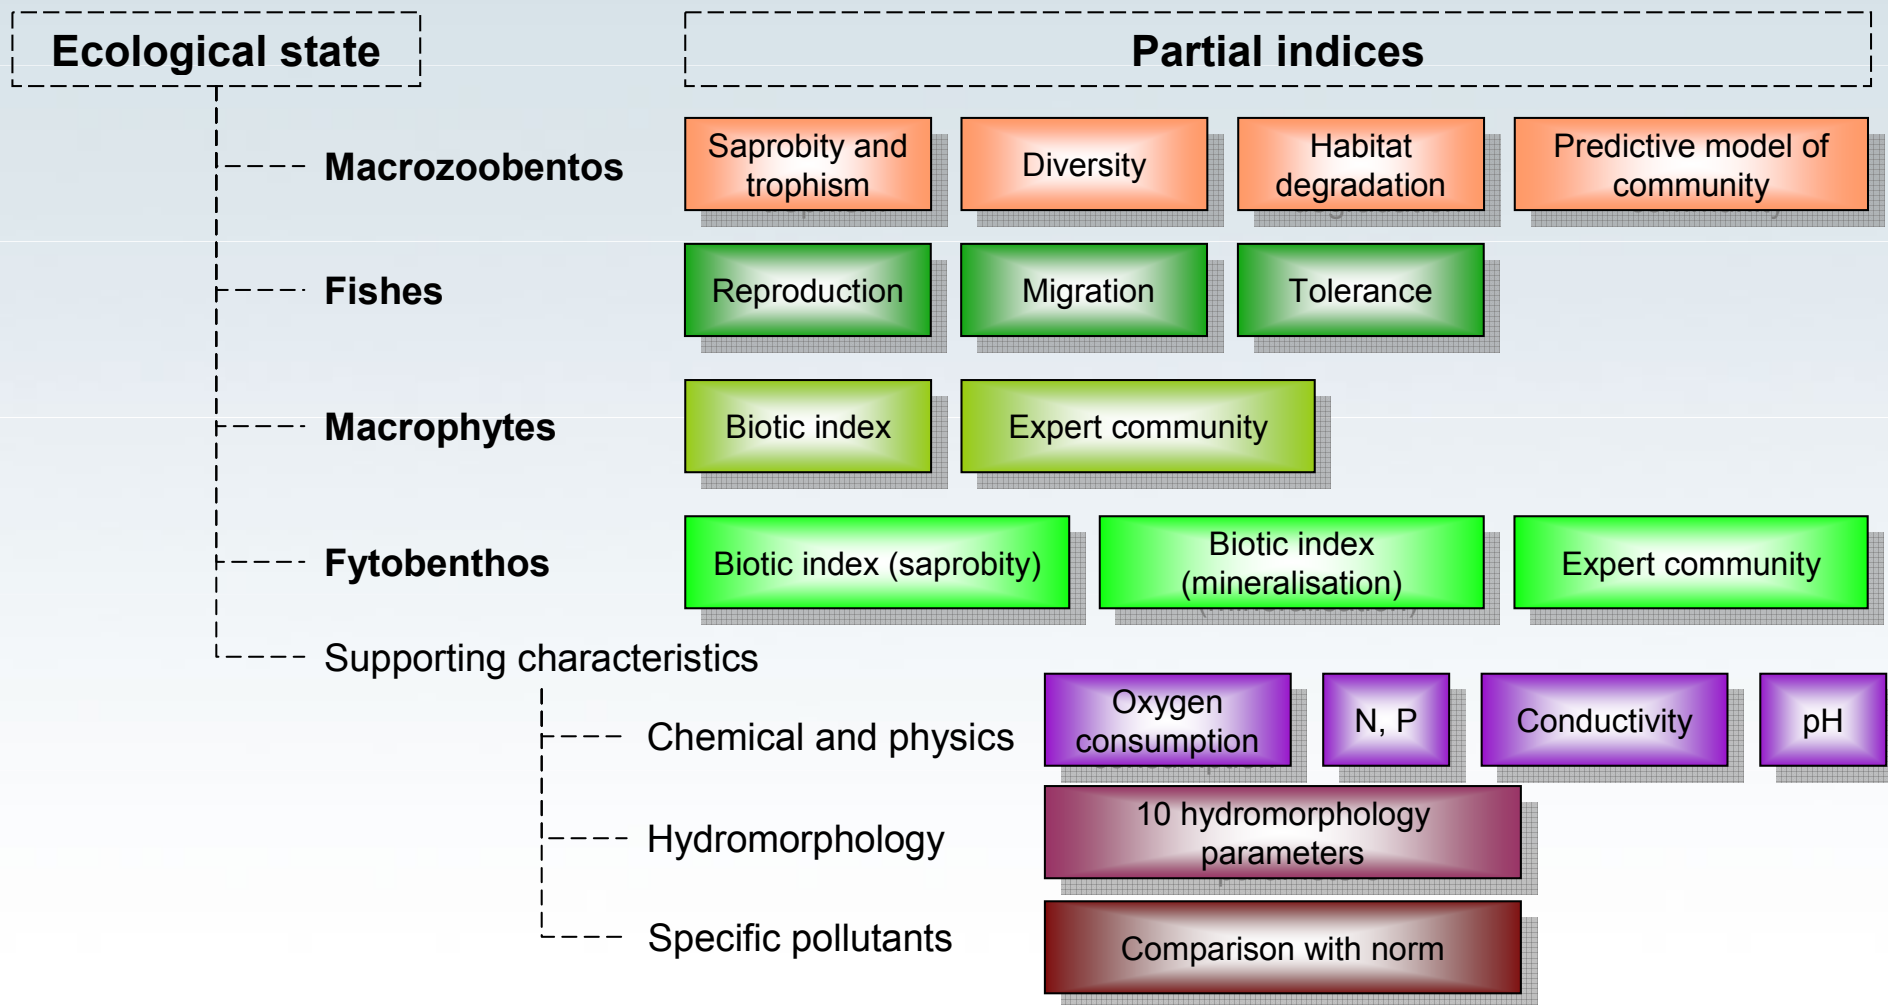 Ecological state
Partial indices
Macrozoobentos
Saprobity and
trophism
Diversity
Habitat
degradation
Predictive model of
community
Fishes
Reproduction
Migration
Tolerance
Macrophytes
Biotic index
Expert community
Fytobenthos
Biotic index (saprobity)
Biotic index
(mineralisation)
Expert community
Supporting characteristics
Chemical and physics
Oxygen
consumption
N, P
Conductivity
pH
Hydromorphology
10 hydromorphology
parameters
Specific pollutants
Comparison with norm